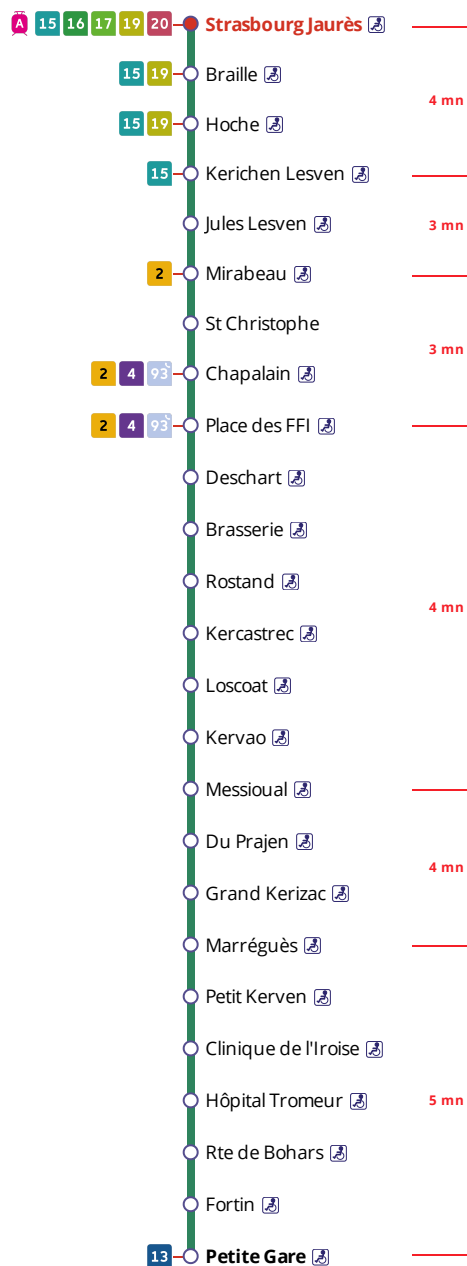 A 15 16 17 19 20 Strasbourg Jaurès
15 19 Braille
4 mn
15 19 Hoche
15 Kerichen Lesven
Jules Lesven 3 mn
2 Mirabeau
St Christophe
3 mn
2 4 93 Chapalain
2 4 93 Place des FFI
Deschart
Brasserie
Rostand
4 mn
Kercastrec
Loscoat
Kervao
Messioual
Du Prajen
4 mn
Grand Kerizac
Marréguès
Petit Kerven
Clinique de l'Iroise
Hôpital Tromeur 5 mn
Rte de Bohars
Fortin
13 Petite Gare